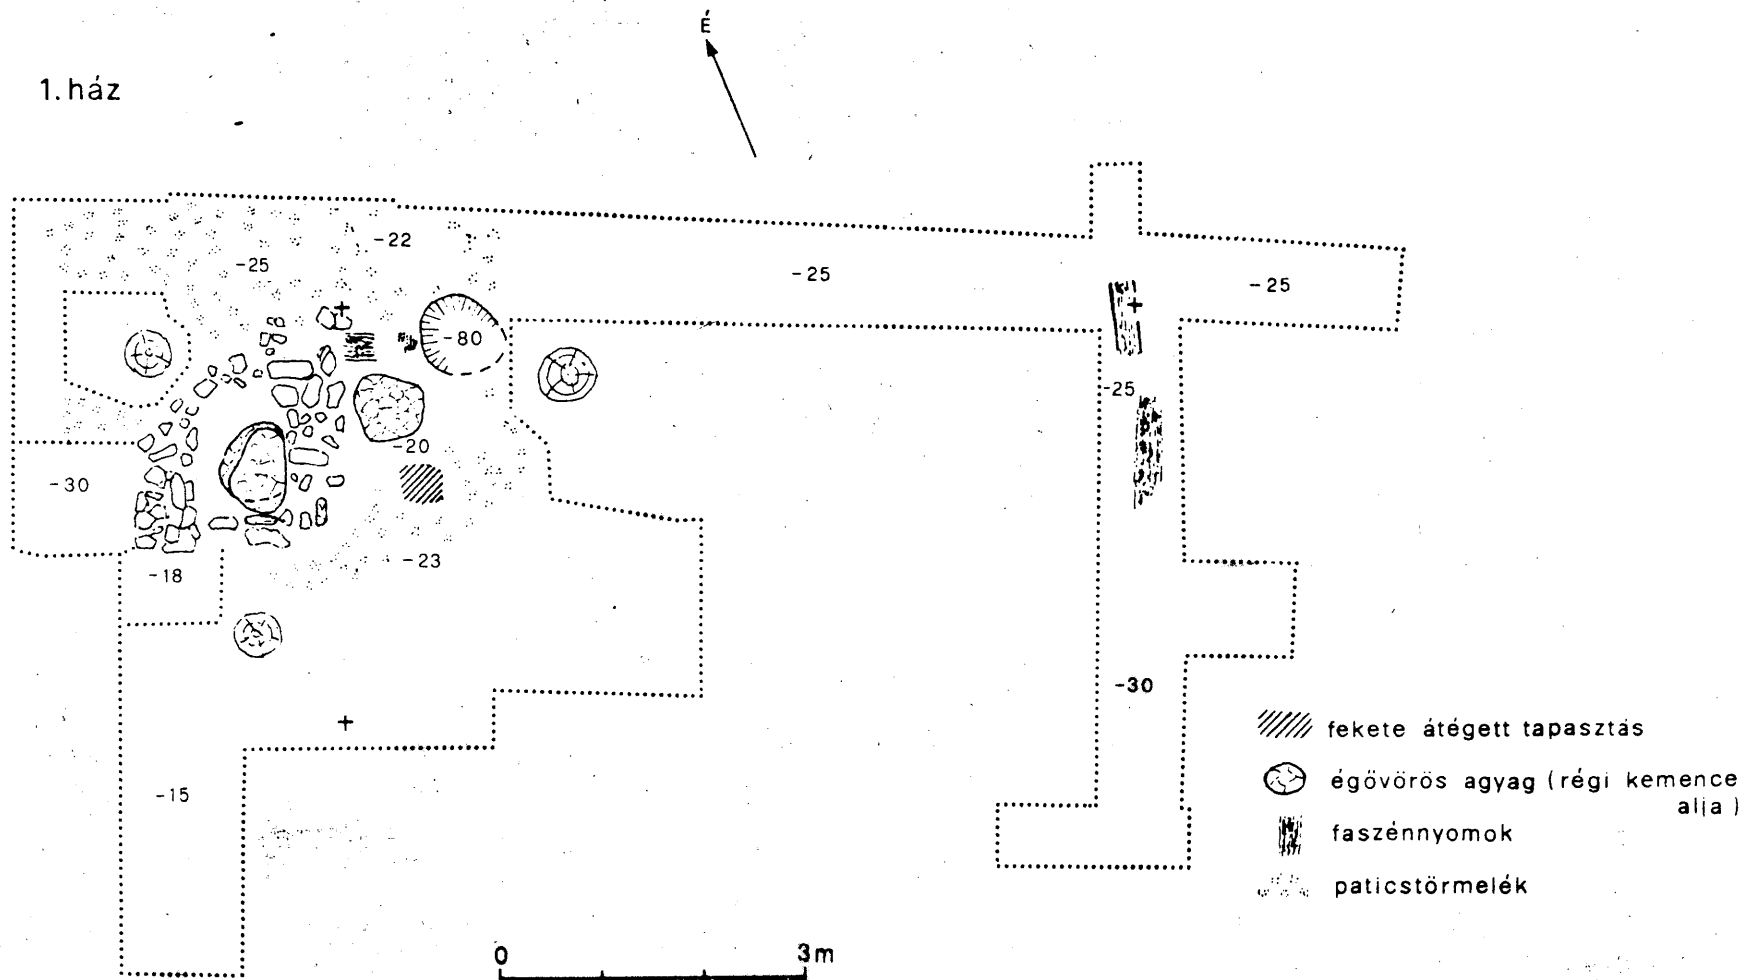 É
1. ház
-22
-25
-25
-25
-80
-25
-20
-30
-23
-18
-30
-15
fekete átégett tapasztás
égővörös agyag (régi kemence
alja)
faszénnyomok
paticstörmelék
0 3m